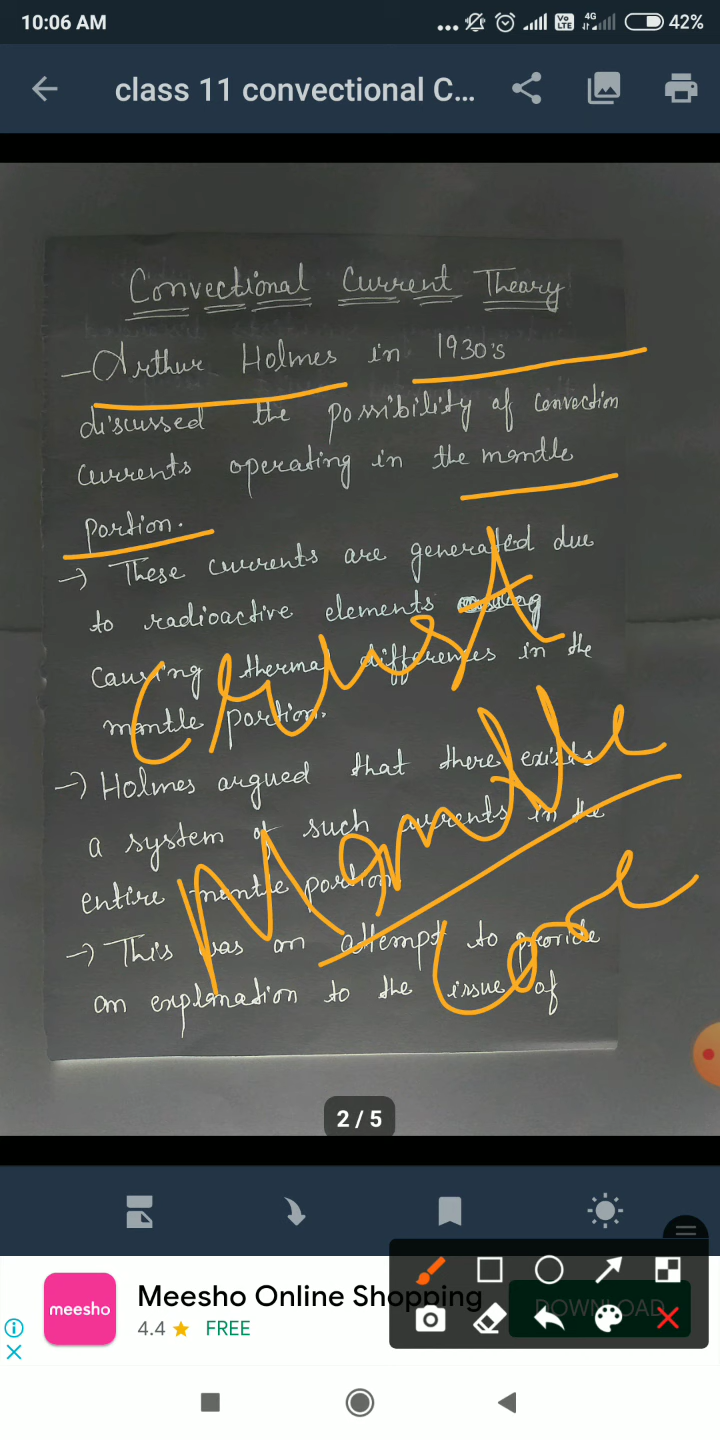 10:06 AM
... VoLTE 4G 42%
class 11 convectional C...
Convectional Current Theory
- Arthur Holmes in 1930's
discussed the possibility of convection
currents operating in the mantle
portion.
→ These currents are generated due
to radioactive elements
causing thermal differences in the
mantle portion.
Crust
→ Holmes argued that there exists
a system of such currents in the
entire mantle portion
Mantle
→ This was an attempt to provide
an explanation to the issue of
Core
2 / 5
meesho
Meesho Online Shopping
4.4 ★ FREE
DOWNLOAD